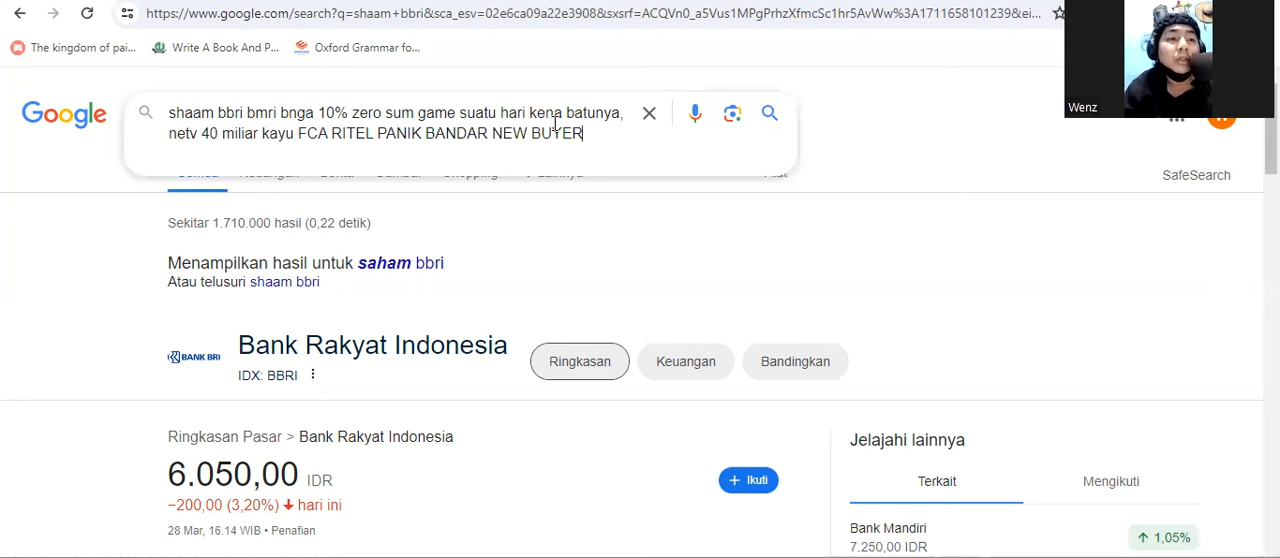 google.com/search?q=shaam+bbri&sca_esv=02e6ca09a22e3908&sxsrf=ACQVn0_a5Vus1MPgPrhzXfmcSc1hr5AvWw%3A1711658101239&ei...
The kingdom of pai...
Write A Book And P...
Oxford Grammar fo...
Wenz
Google
shaam bbri bmri bnga 10% zero sum game suatu hari kena batunya,
netv 40 miliar kayu FCA RITEL PANIK BANDAR NEW BUYER
SafeSearch
Sekitar 1.710.000 hasil (0,22 detik)
Menampilkan hasil untuk saham bbri
Atau telusuri shaam bbri
BANK BRI
Bank Rakyat Indonesia
IDX: BBRI
Ringkasan
Keuangan
Bandingkan
Ringkasan Pasar > Bank Rakyat Indonesia
6.050,00 IDR
+ Ikuti
−200,00 (3,20%) ↓ hari ini
28 Mar, 16.14 WIB • Penafian
Jelajahi lainnya
Terkait
Mengikuti
Bank Mandiri
7.250,00 IDR
↑ 1,05%